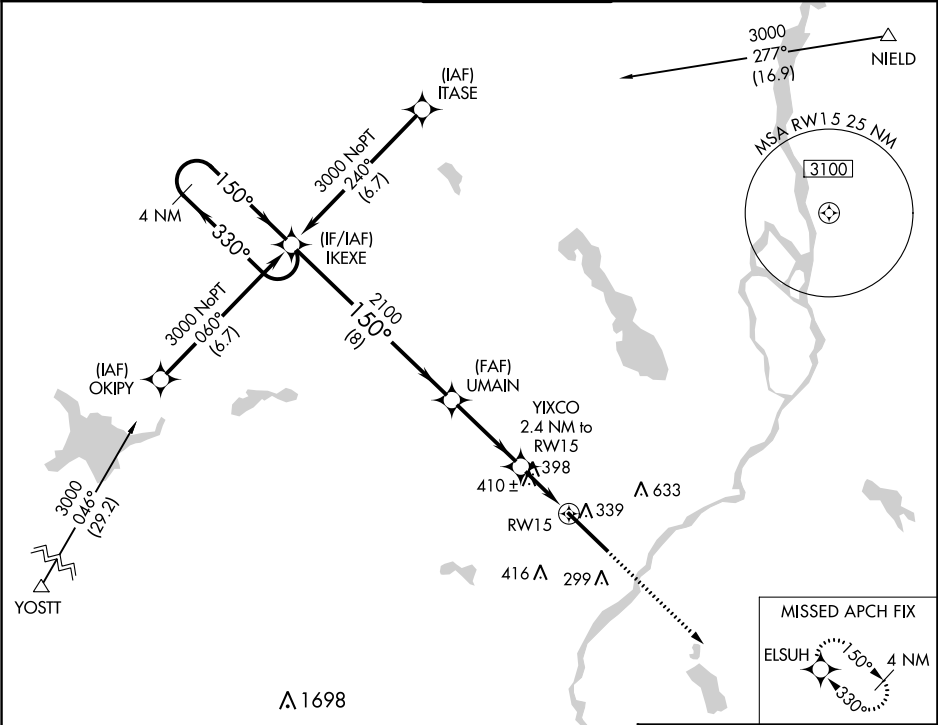 3000
277°
(16.9)
NIELD
(IAF)
ITASE
MSA RW15 25 NM
3100
3000 NoPT
240°
(6.7)
150°
4 NM
330°
(IF/IAF)
IKEXE
3000 NoPT
060°
(6.7)
2100
150°
(8)
(IAF)
OKIPY
(FAF)
UMAIN
YIXCO
2.4 NM to
RW15
398
410 ±
633
339
RW15
3000
046°
(29.2)
YOSTT
416
299
1698
MISSED APCH FIX
ELSUH
150°
4 NM
330°